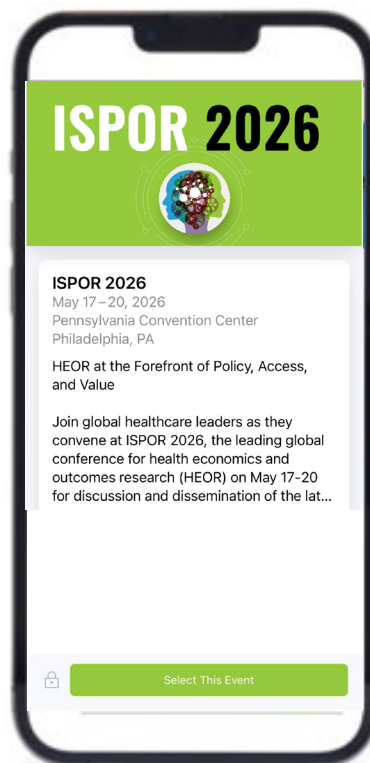 ISPOR 2026
ISPOR 2026
May 17–20, 2026
Pennsylvania Convention Center
Philadelphia, PA
HEOR at the Forefront of Policy, Access,
and Value
Join global healthcare leaders as they
convene at ISPOR 2026, the leading global
conference for health economics and
outcomes research (HEOR) on May 17-20
for discussion and dissemination of the lat...
Select This Event